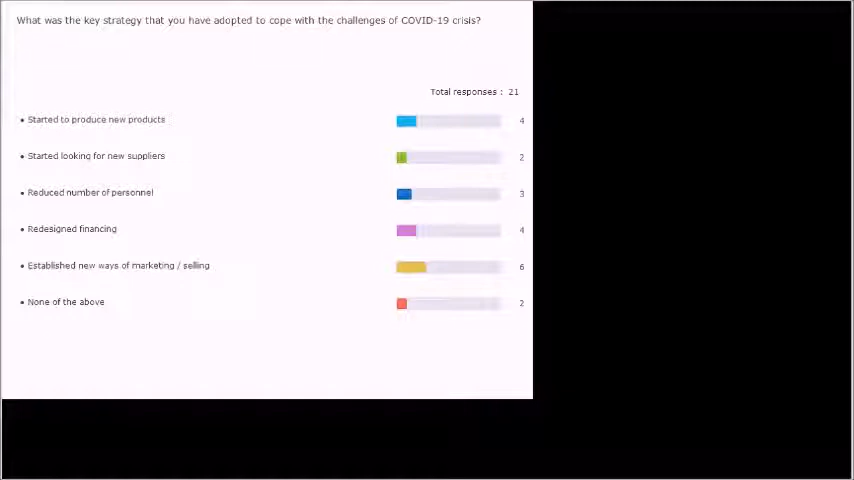 What was the key strategy that you have adopted to cope with the challenges of COVID-19 crisis?
Total responses : 21
• Started to produce new products 4
• Started looking for new suppliers 2
• Reduced number of personnel 3
• Redesigned financing 4
• Established new ways of marketing / selling 6
• None of the above 2